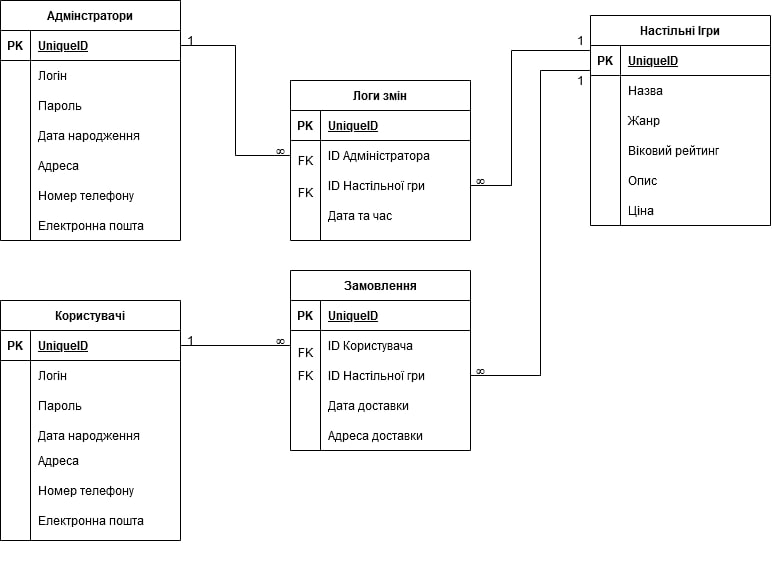 Адмінстратори
PK UniqueID
Логін
Пароль
Дата народження
Адреса
Номер телефону
Електронна пошта
1
∞
Логи змін
PK UniqueID
FK ID Адміністратора
FK ID Настільної гри
Дата та час
∞
1
Настільні Ігри
PK UniqueID
1
Назва
Жанр
Віковий рейтинг
Опис
Ціна
Користувачі
PK UniqueID
Логін
Пароль
Дата народження
Адреса
Номер телефону
Електронна пошта
1
∞
Замовлення
PK UniqueID
FK ID Користувача
FK ID Настільної гри
Дата доставки
Адреса доставки
∞